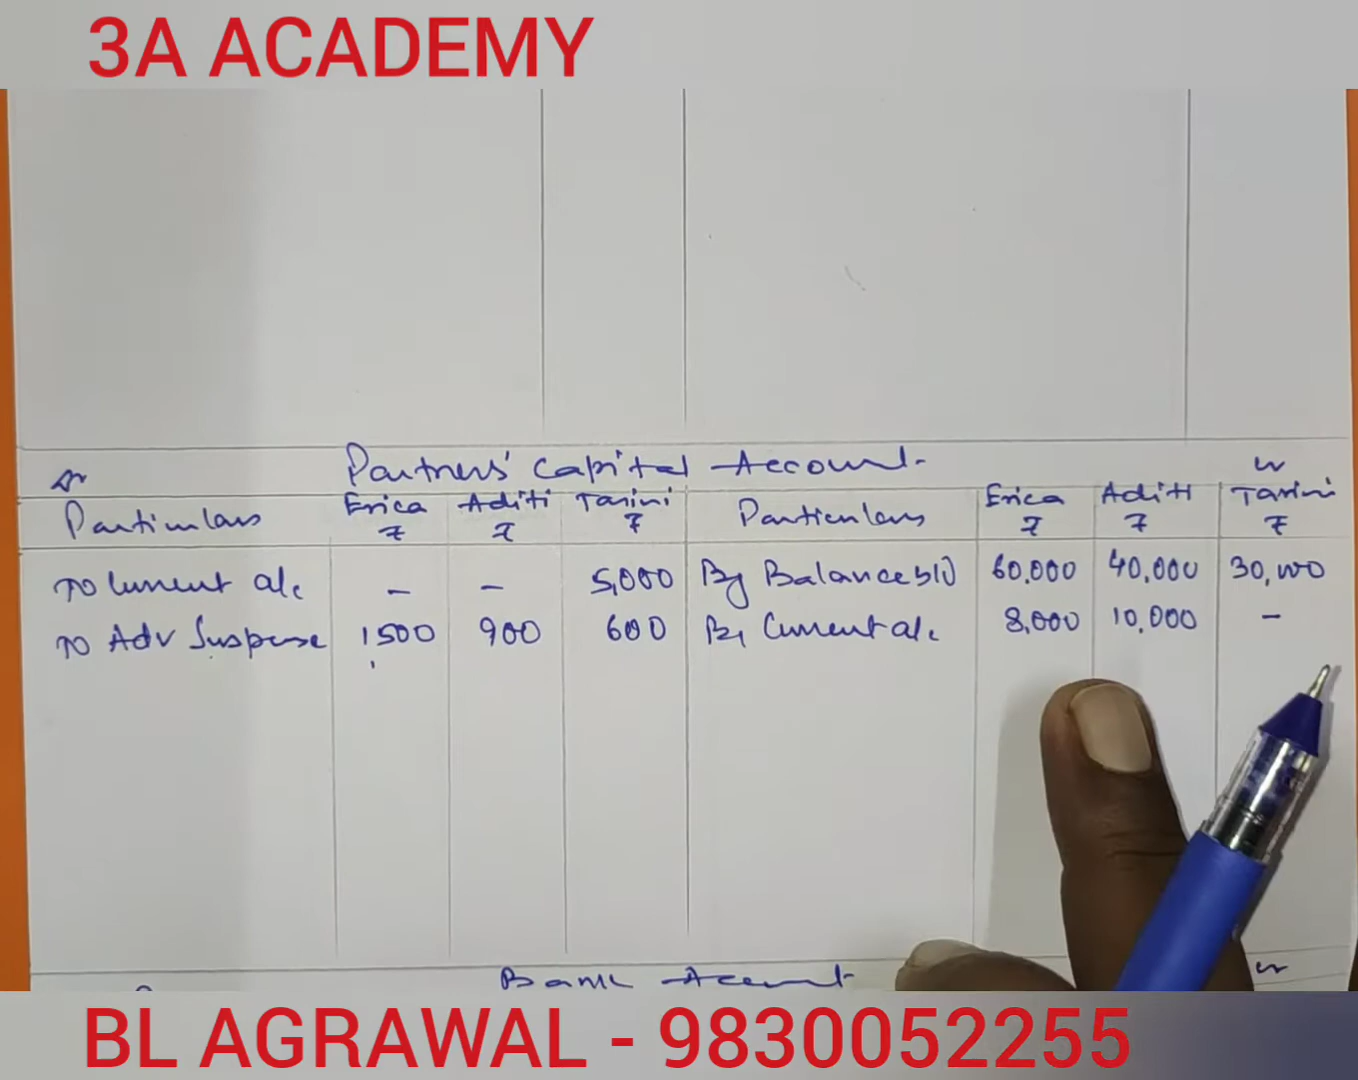 3A ACADEMY
Partners' Capital Account
Dr
Cr
Particulars Erica Aditi Tarini Particulars Erica Aditi Tarini
₹ ₹ ₹ ₹ ₹ ₹
To Current a/c - - 5,000 By Balance b/d 60,000 40,000 30,000
To Adv Suspense 1500 900 600 By Current a/c 8,000 10,000 -
Bank Account
Cr
BL AGRAWAL - 9830052255